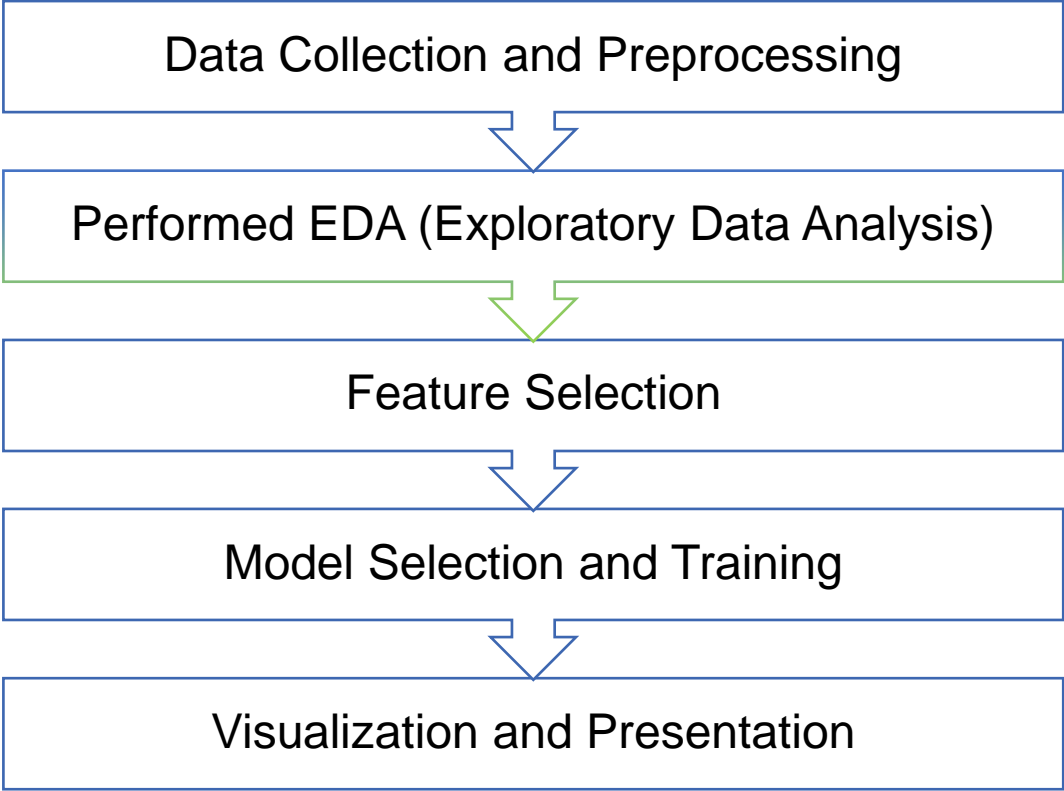 Data Collection and Preprocessing
Performed EDA (Exploratory Data Analysis)
Feature Selection
Model Selection and Training
Visualization and Presentation